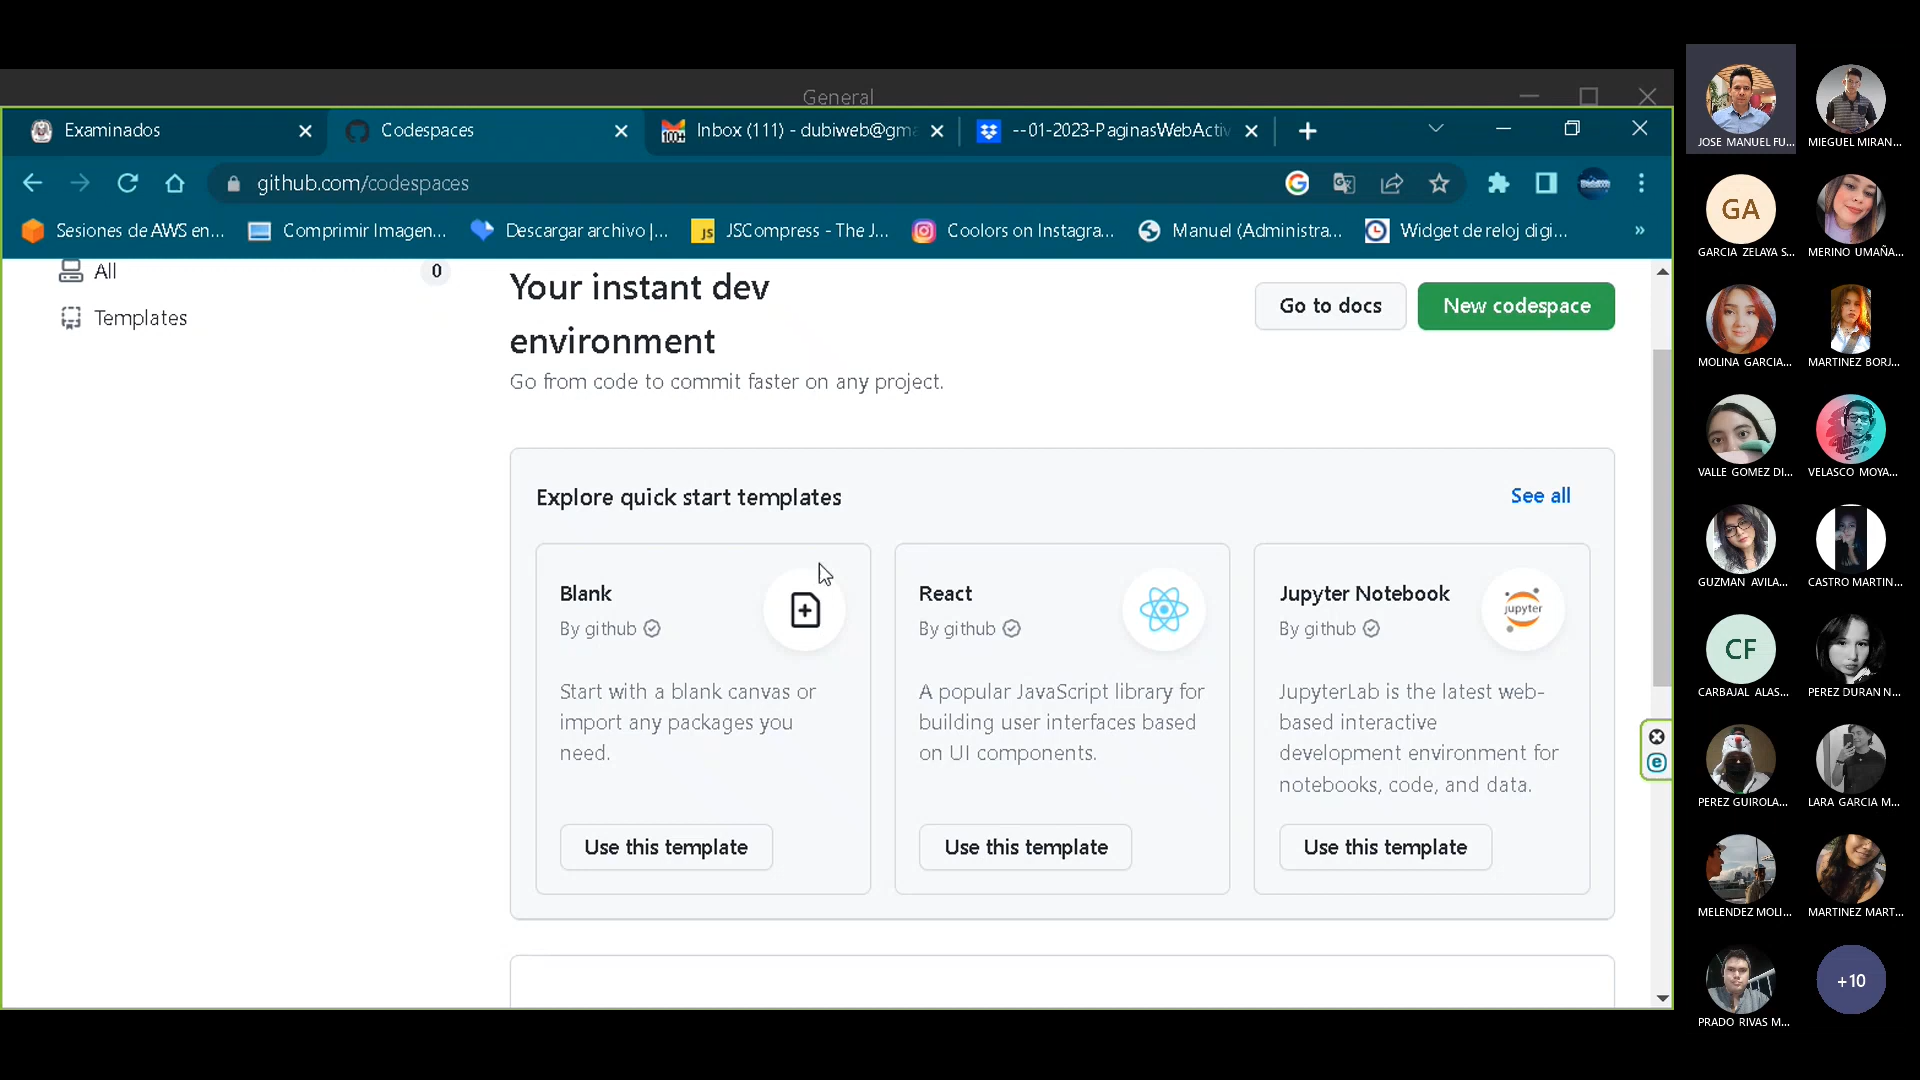 General
Examinados
Codespaces
Inbox (111) - dubiweb@gma
--01-2023-PaginasWebActiv
github.com/codespaces
Sesiones de AWS en...
Comprimir Imagen...
Descargar archivo |...
JS
JSCompress - The J...
Coolors on Instagra...
Manuel (Administra...
Widget de reloj digi...
»
All
0
Templates
Your instant dev
environment
Go from code to commit faster on any project.
Go to docs
New codespace
Explore quick start templates
See all
Blank
By github
Start with a blank canvas or
import any packages you
need.
Use this template
React
By github
A popular JavaScript library for
building user interfaces based
on UI components.
Use this template
Jupyter Notebook
By github
jupyter
JupyterLab is the latest web-
based interactive
development environment for
notebooks, code, and data.
Use this template
JOSE MANUEL FU...
MIEGUEL MIRAN...
GA
GARCIA ZELAYA S...
MERINO UMAÑA...
MOLINA GARCIA...
MARTINEZ BORJ...
VALLE GOMEZ DI...
VELASCO MOYA...
GUZMAN AVILA...
CASTRO MARTIN...
CF
CARBAJAL ALAS...
PEREZ DURAN N...
PEREZ GUIROLA...
LARA GARCIA M...
MELENDEZ MOLI...
MARTINEZ MART...
PRADO RIVAS M...
+10